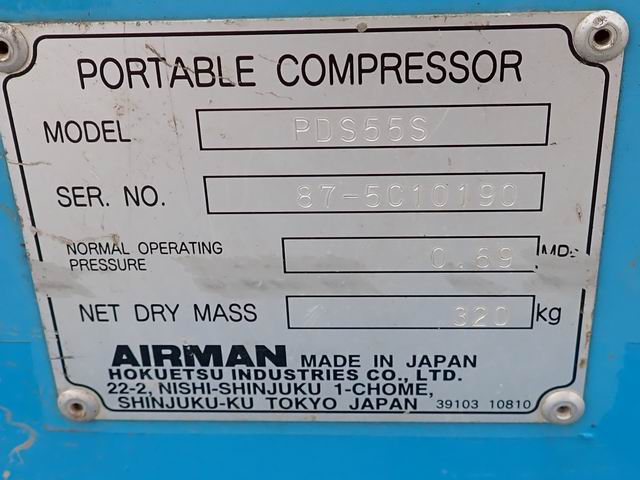 PORTABLE COMPRESSOR
MODEL PDS55S
SER. NO. 87-5C10190
NORMAL OPERATING
PRESSURE 0.69 MPa
NET DRY MASS 320 kg
AIRMAN MADE IN JAPAN
HOKUETSU INDUSTRIES CO., LTD.
22-2, NISHI-SHINJUKU 1-CHOME,
SHINJUKU-KU TOKYO JAPAN 39103 10810